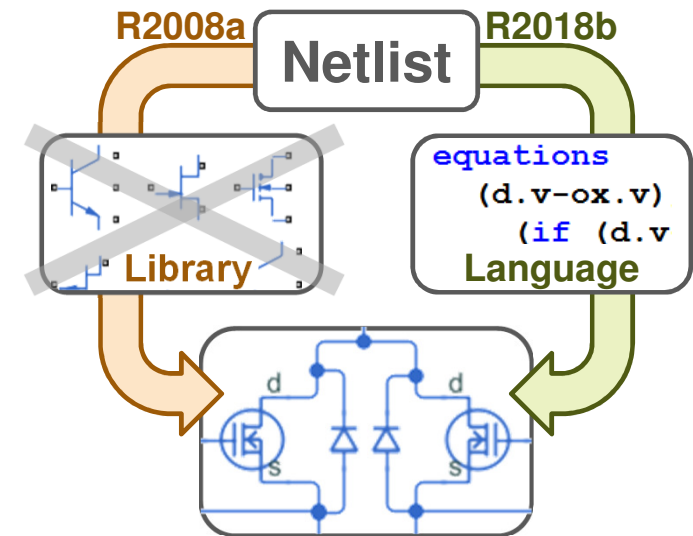 R2008a
Netlist
R2018b
Library
equations
(d.v-ox.v)
(if (d.v
Language
d
d
s
s